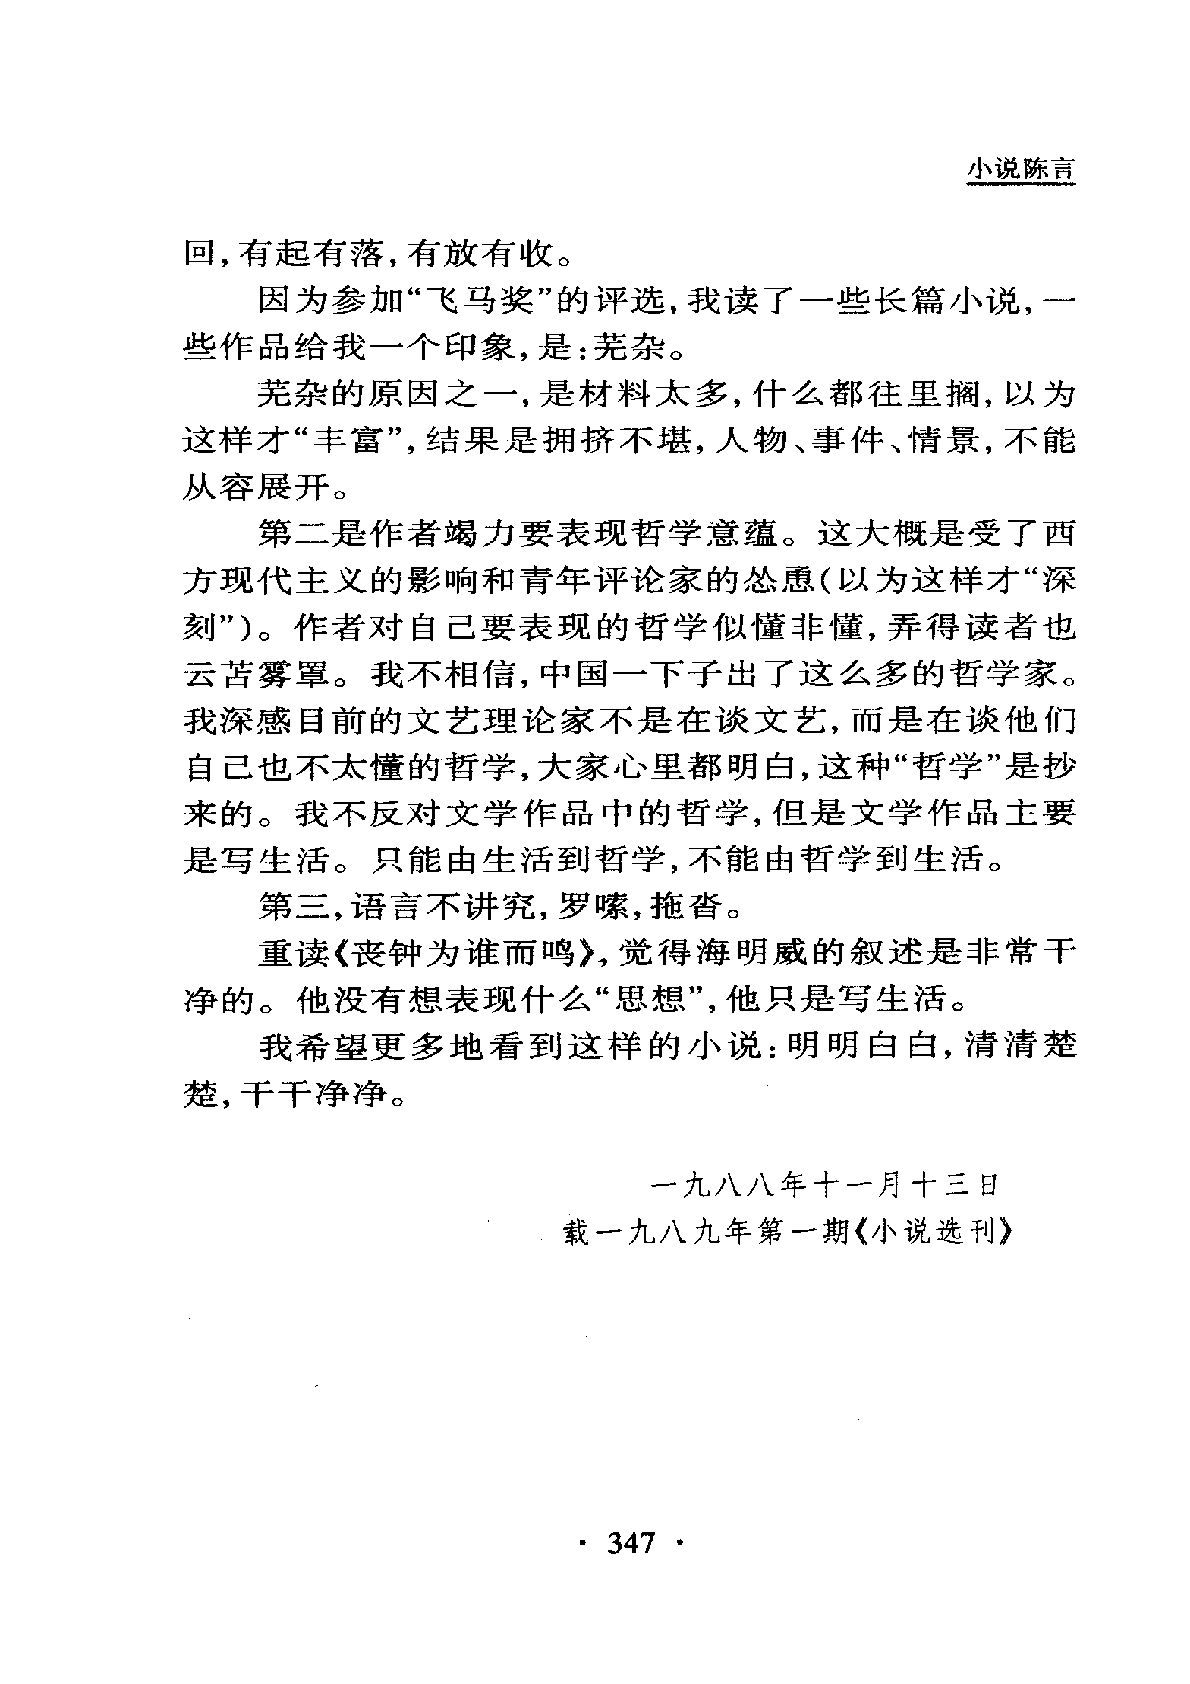 小说陈言
回,有起有落,有放有收。
因为参加“飞马奖”的评选,我读了一些长篇小说,一
些作品给我一个印象,是:芜杂。
芜杂的原因之一,是材料太多,什么都往里搁,以为
这样才“丰富”,结果是拥挤不堪,人物、事件、情景,不能
从容展开。
第二是作者竭力要表现哲学意蕴。这大概是受了西
方现代主义的影响和青年评论家的怂恿(以为这样才“深
刻”)。作者对自己要表现的哲学似懂非懂,弄得读者也
云苫雾罩。我不相信,中国一下子出了这么多的哲学家。
我深感目前的文艺理论家不是在谈文艺,而是在谈他们
自己也不太懂的哲学,大家心里都明白,这种“哲学”是抄
来的。我不反对文学作品中的哲学,但是文学作品主要
是写生活。只能由生活到哲学,不能由哲学到生活。
第三,语言不讲究,罗嗦,拖沓。
重读《丧钟为谁而鸣》,觉得海明威的叙述是非常干
净的。他没有想表现什么“思想”,他只是写生活。
我希望更多地看到这样的小说:明明白白,清清楚
楚,干干净净。
一九八八年十一月十三日
载一九八九年第一期《小说选刊》
· 347 ·